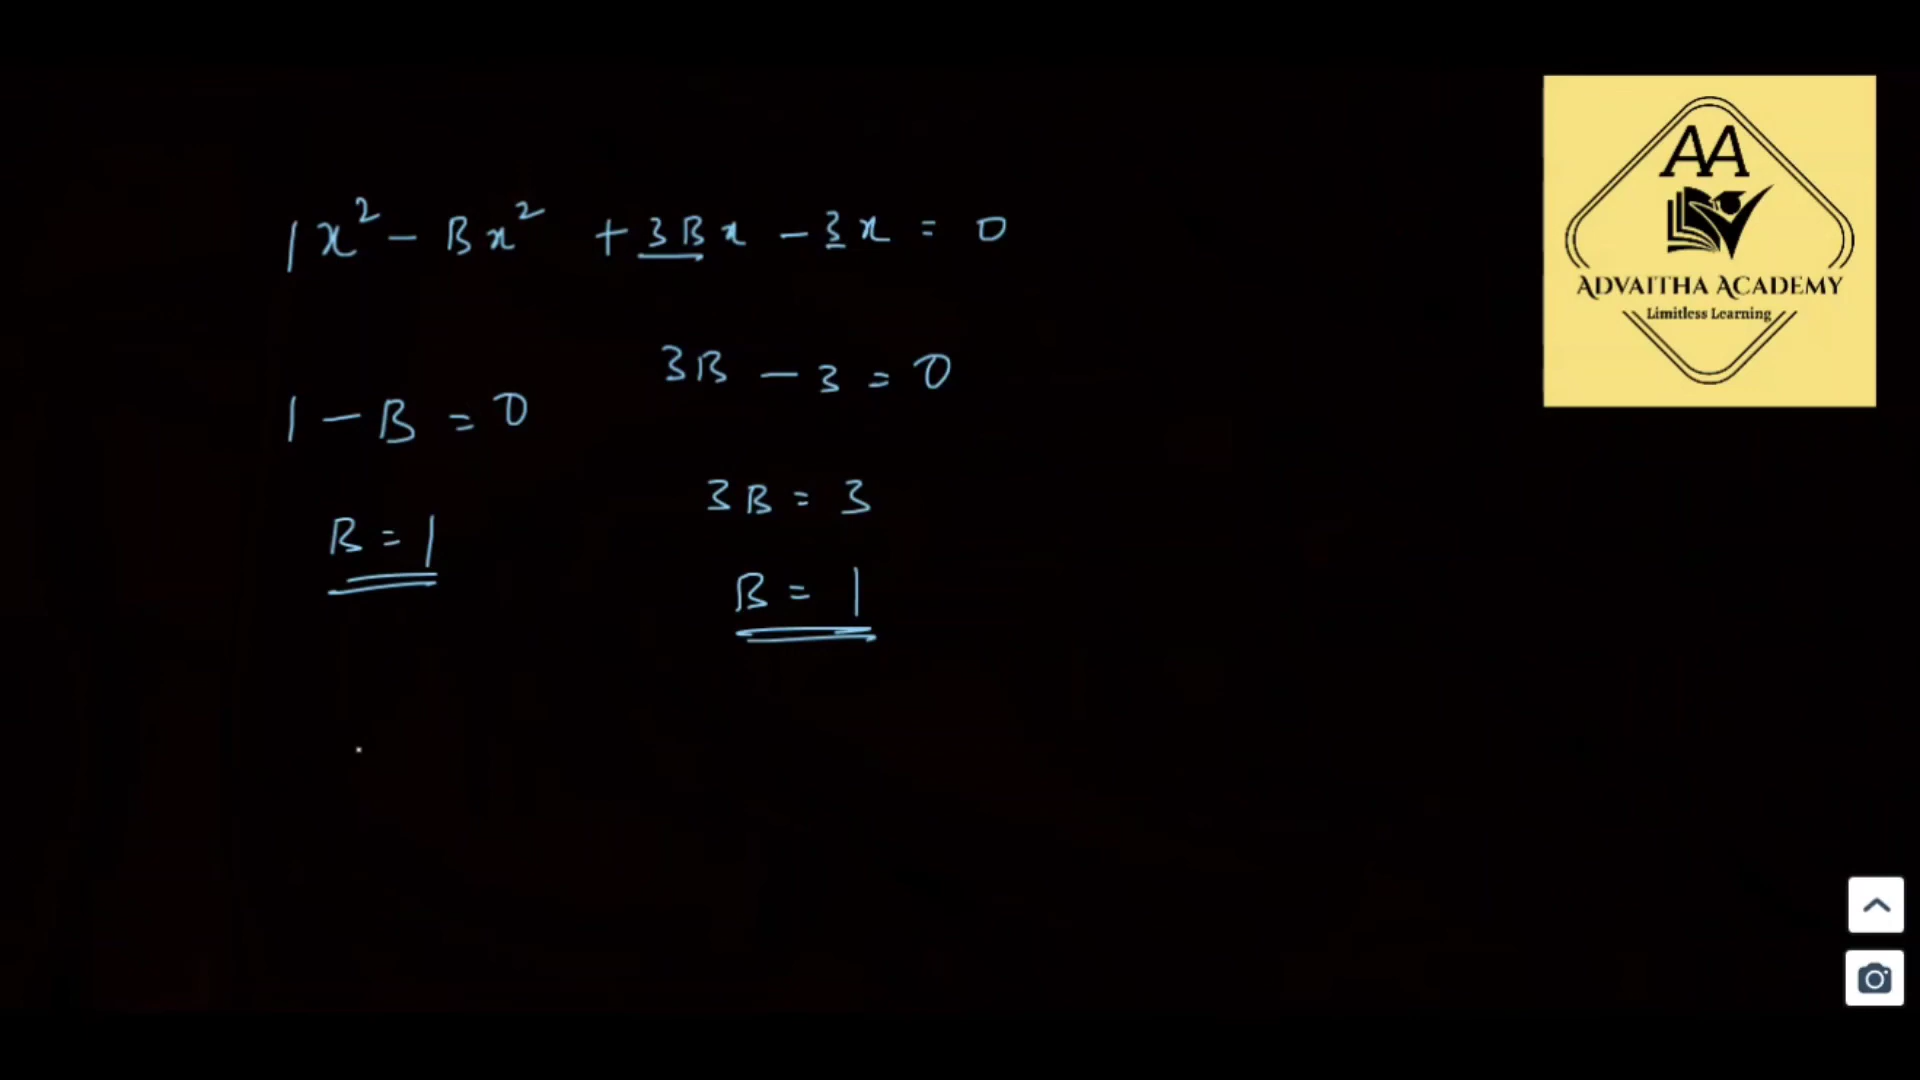 1x² - Bx² + 3Bx - 3x = 0
3B - 3 = 0
1 - B = 0
3B = 3
B = 1
B = 1
AA
ADVAITHA ACADEMY
Limitless Learning